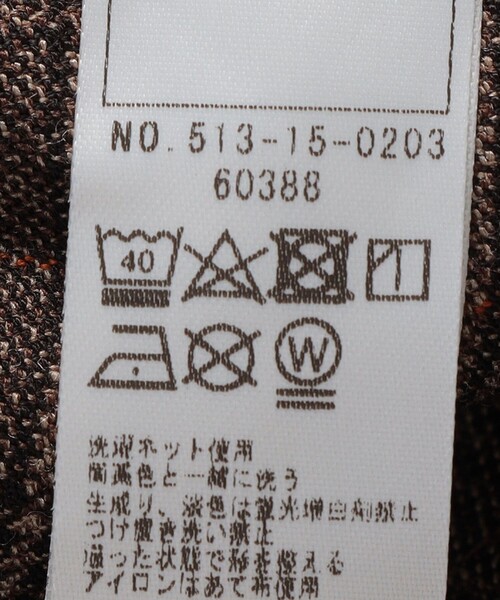 NO. 513-15-0203
60388
40
W
洗濯ネット使用
同系色と一緒に洗う
生成り、淡色は蛍光増白剤禁止
つけ置き洗い禁止
湿った状態で形を整える
アイロンはあて布使用